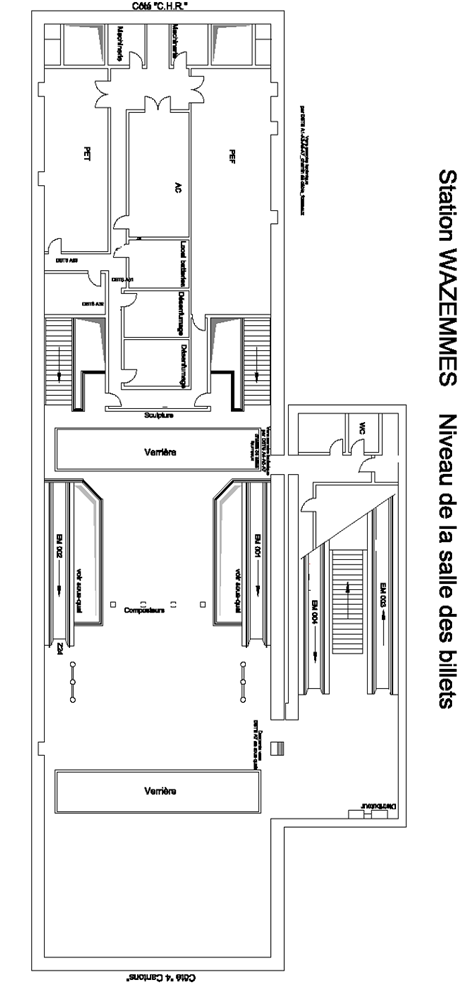 Côté "C.H.R."
Machinerie
Machinerie
PET
PEF
AC
Local batteries
Désenfumage
Désenfumage
Sculpture
Verrière
WC
EM 002
voir sous-quai
voir sous-quai
EM 001
EM 003
EM 004
Composteurs
Z24
Verrière
Distributeur
Côté "4 Cantons"
Station WAZEMMES Niveau de la salle des billets